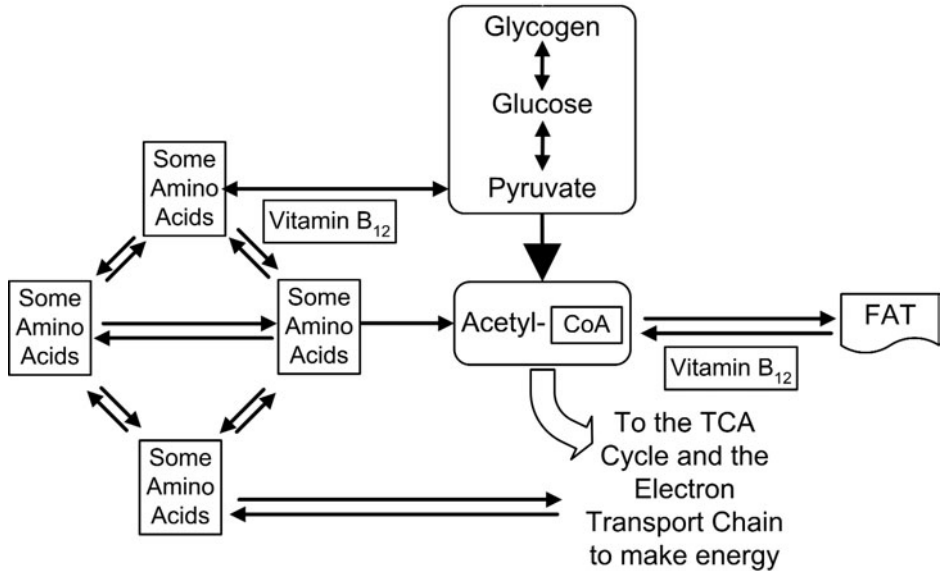 Glycogen
Glucose
Pyruvate
Some
Amino
Acids
Vitamin B₁₂
Some
Amino
Acids
Some
Amino
Acids
Acetyl- CoA
FAT
Vitamin B₁₂
Some
Amino
Acids
To the TCA
Cycle and the
Electron
Transport Chain
to make energy